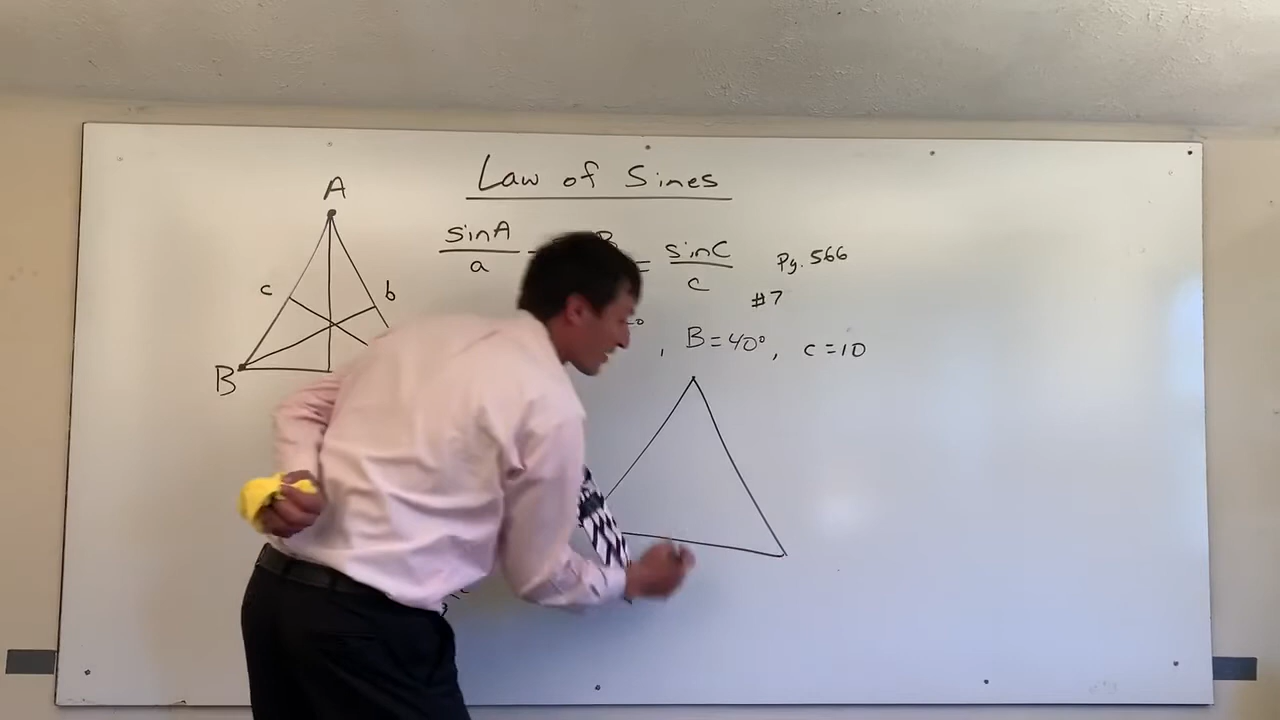 Law of Sines
A
sinA
a
B
=
sinC
c
Pg. 566
#7
c
b
, B=40°, c=10
B